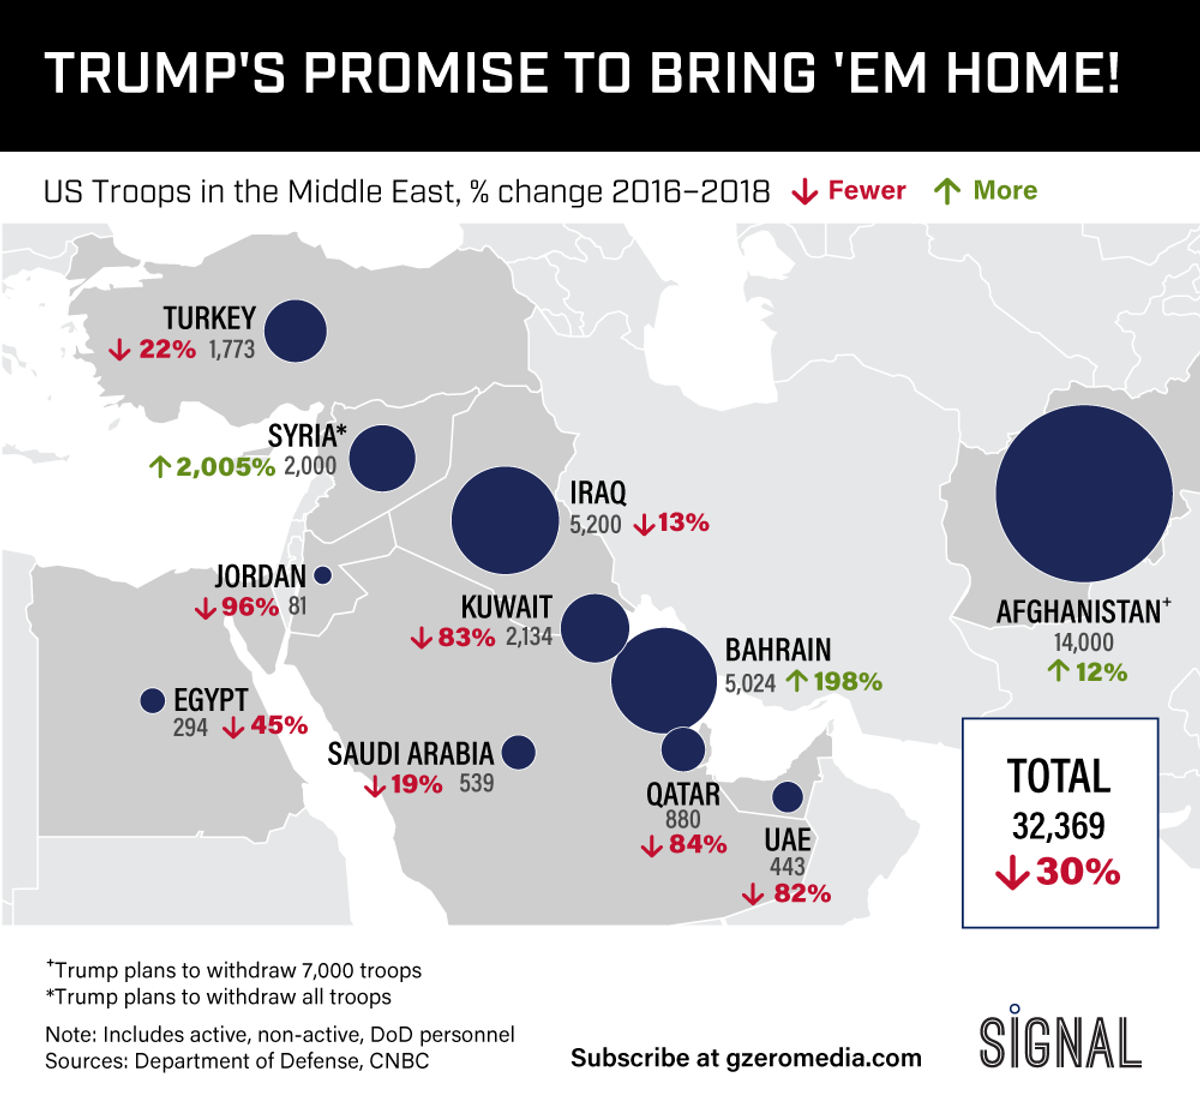 TRUMP'S PROMISE TO BRING 'EM HOME!
US Troops in the Middle East, % change 2016–2018 ↓ Fewer ↑ More
TURKEY
↓ 22% 1,773
SYRIA*
↑ 2,005% 2,000
IRAQ
5,200 ↓ 13%
JORDAN
↓ 96% 81
KUWAIT
↓ 83% 2,134
BAHRAIN
5,024 ↑ 198%
AFGHANISTAN+
14,000
↑ 12%
EGYPT
294 ↓ 45%
SAUDI ARABIA
↓ 19% 539
QATAR
880
↓ 84%
UAE
443
↓ 82%
TOTAL
32,369
↓ 30%
+Trump plans to withdraw 7,000 troops
*Trump plans to withdraw all troops
Note: Includes active, non-active, DoD personnel
Sources: Department of Defense, CNBC
Subscribe at gzeromedia.com
SIGNAL